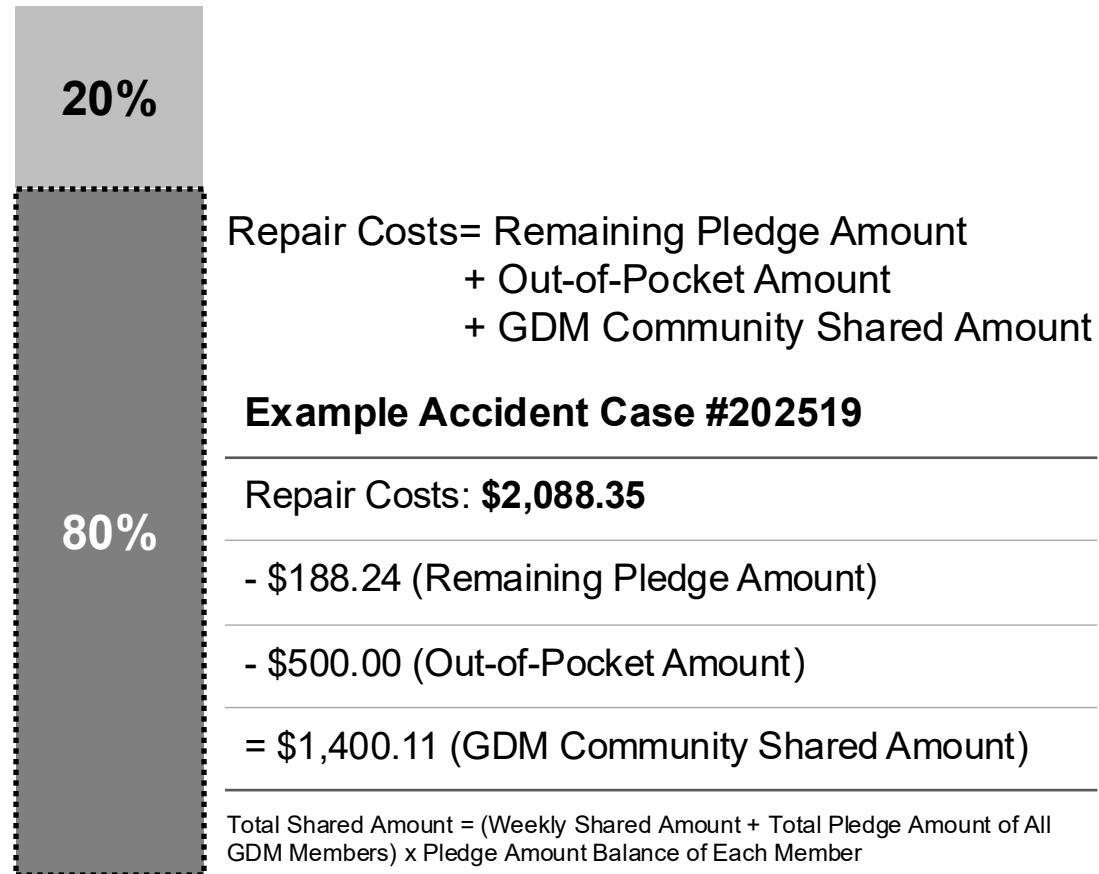 20%
80%
Repair Costs= Remaining Pledge Amount
+ Out-of-Pocket Amount
+ GDM Community Shared Amount
Example Accident Case #202519
Repair Costs: $2,088.35
- $188.24 (Remaining Pledge Amount)
- $500.00 (Out-of-Pocket Amount)
= $1,400.11 (GDM Community Shared Amount)
Total Shared Amount = (Weekly Shared Amount + Total Pledge Amount of All
GDM Members) x Pledge Amount Balance of Each Member